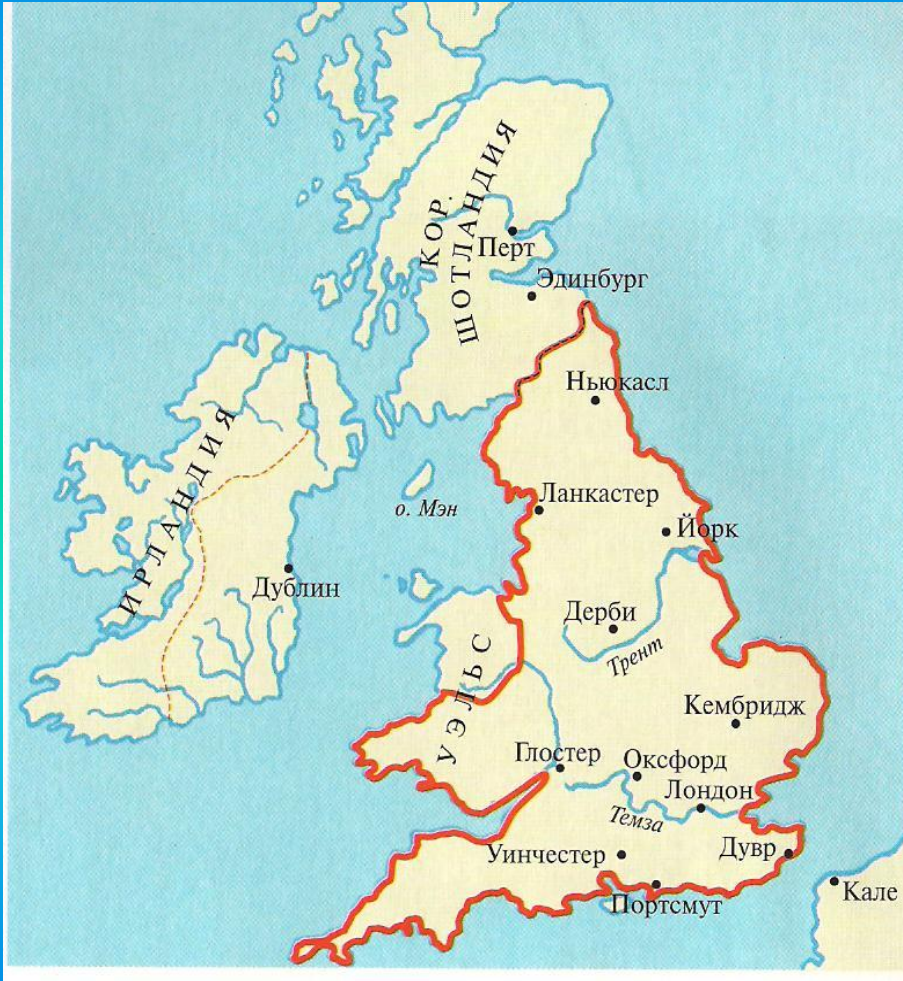 КОР.
ШОТЛАНДИЯ
Перт
Эдинбург
Ньюкасл
ИРЛАНДИЯ
о. Мэн
Ланкастер
Йорк
Дублин
Дерби
Трент
УЭЛЬС
Кембридж
Глостер
Оксфорд
Лондон
Темза
Уинчестер
Дувр
Портсмут
Кале